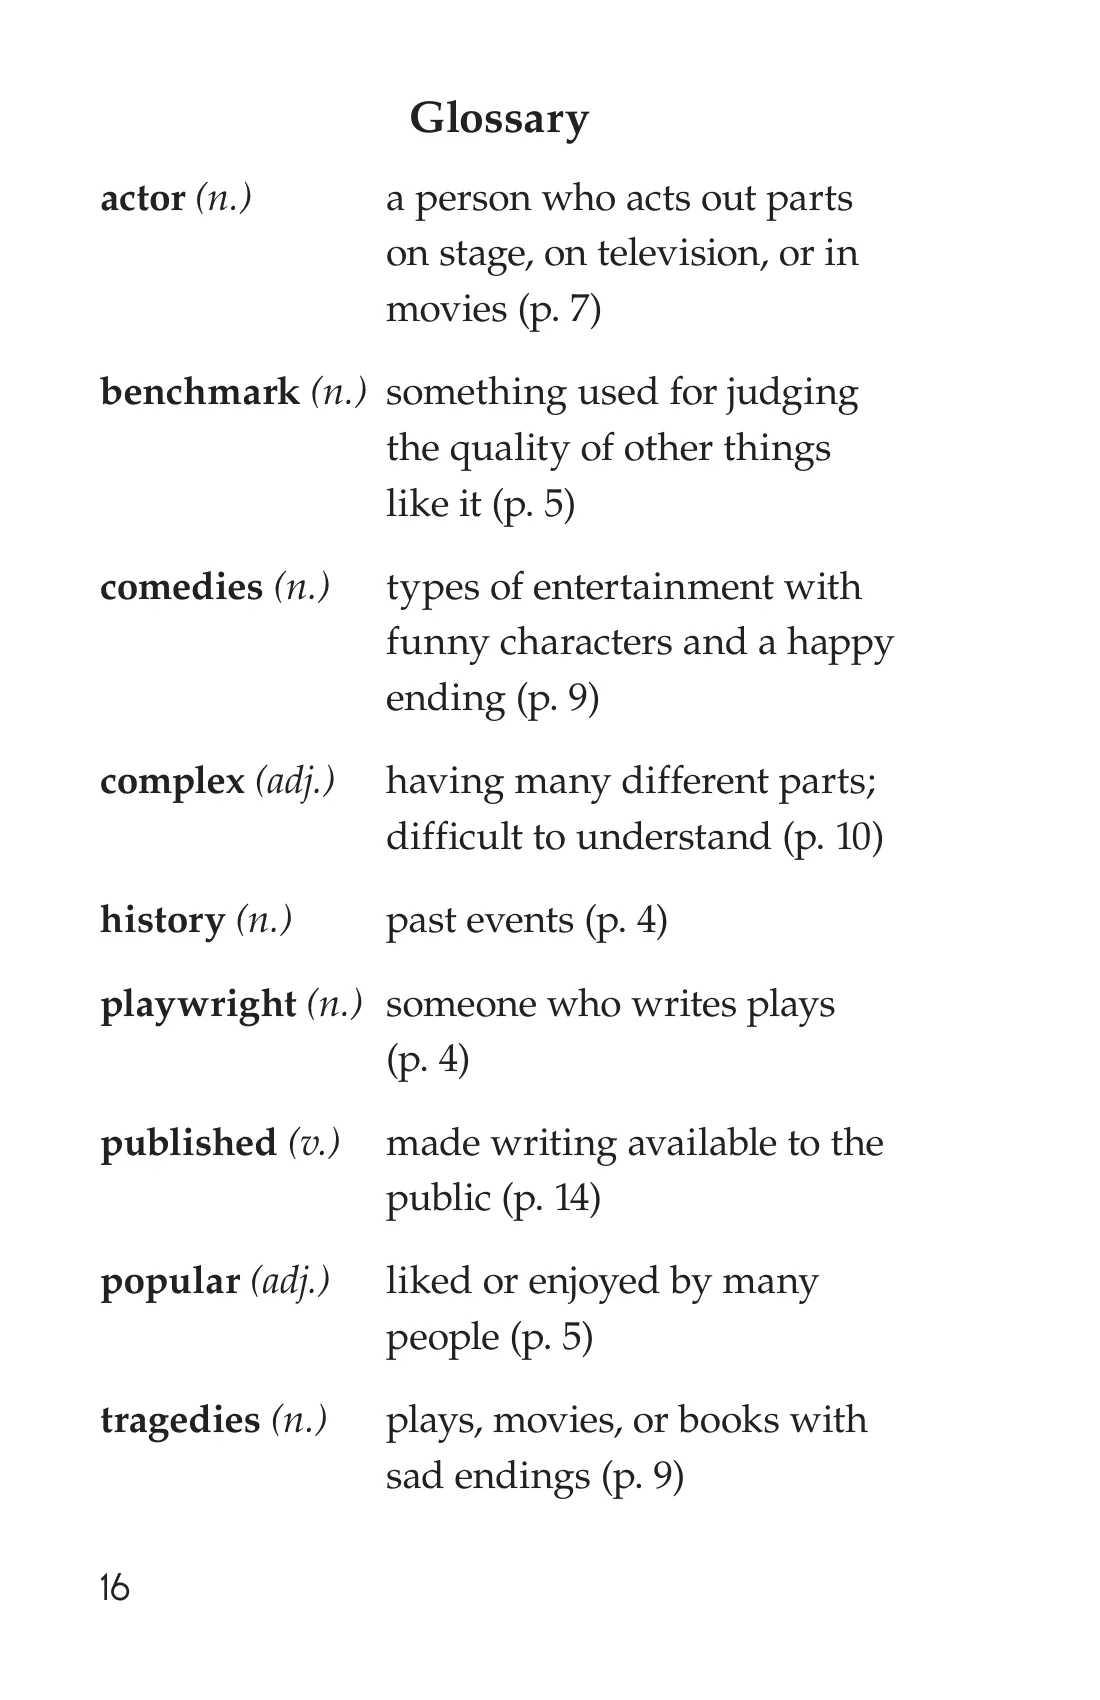 Glossary
actor (n.) a person who acts out parts
on stage, on television, or in
movies (p. 7)
benchmark (n.) something used for judging
the quality of other things
like it (p. 5)
comedies (n.) types of entertainment with
funny characters and a happy
ending (p. 9)
complex (adj.) having many different parts;
difficult to understand (p. 10)
history (n.) past events (p. 4)
playwright (n.) someone who writes plays
(p. 4)
published (v.) made writing available to the
public (p. 14)
popular (adj.) liked or enjoyed by many
people (p. 5)
tragedies (n.) plays, movies, or books with
sad endings (p. 9)
16